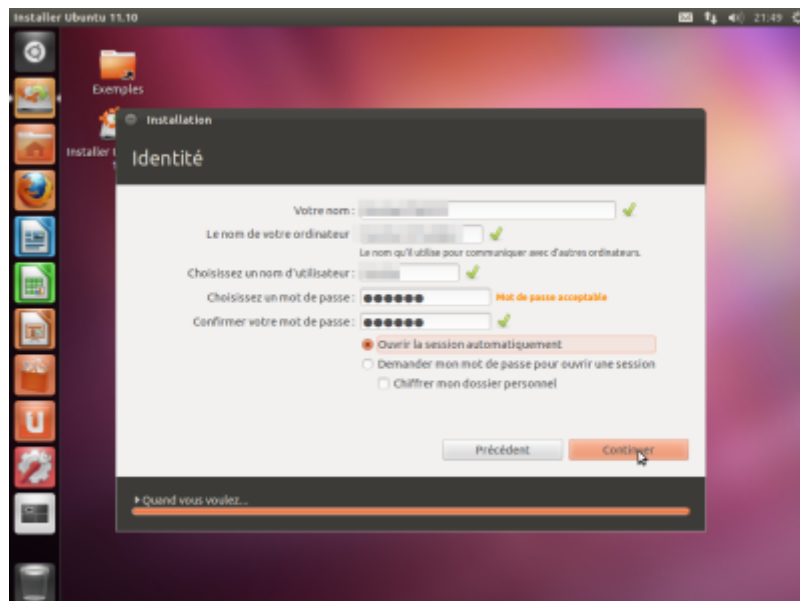 Installer Ubuntu 11.10
21:49
Exemples
Installer
Installation
Identité
Votre nom :
Le nom de votre ordinateur
Le nom qu'il utilise pour communiquer avec d'autres ordinateurs.
Choisissez un nom d'utilisateur :
Choisissez un mot de passe : ●●●●●● Mot de passe acceptable
Confirmer votre mot de passe : ●●●●●●
Ouvrir la session automatiquement
Demander mon mot de passe pour ouvrir une session
Chiffrer mon dossier personnel
Précédent
Continuer
Quand vous voulez...